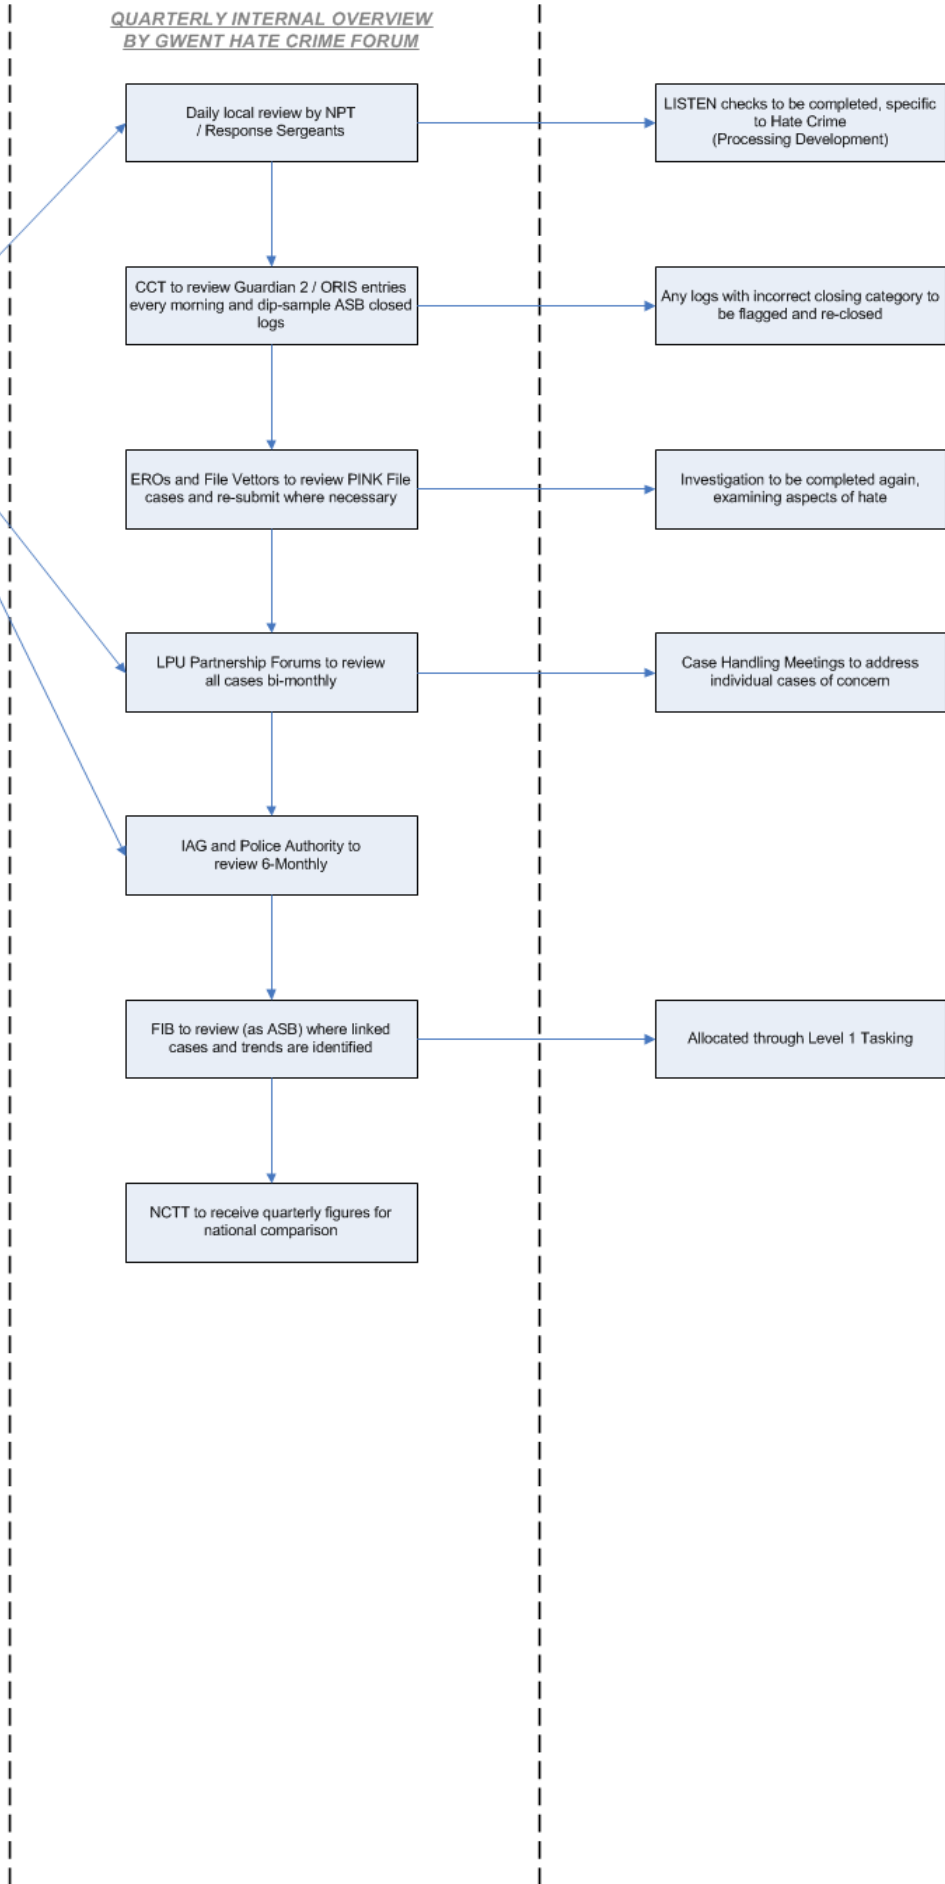 QUARTERLY INTERNAL OVERVIEW
BY GWENT HATE CRIME FORUM
Daily local review by NPT
/ Response Sergeants
LISTEN checks to be completed, specific
to Hate Crime
(Processing Development)
CCT to review Guardian 2 / ORIS entries
every morning and dip-sample ASB closed
logs
Any logs with incorrect closing category to
be flagged and re-closed
EROs and File Vettors to review PINK File
cases and re-submit where necessary
Investigation to be completed again,
examining aspects of hate
LPU Partnership Forums to review
all cases bi-monthly
Case Handling Meetings to address
individual cases of concern
IAG and Police Authority to
review 6-Monthly
FIB to review (as ASB) where linked
cases and trends are identified
Allocated through Level 1 Tasking
NCTT to receive quarterly figures for
national comparison